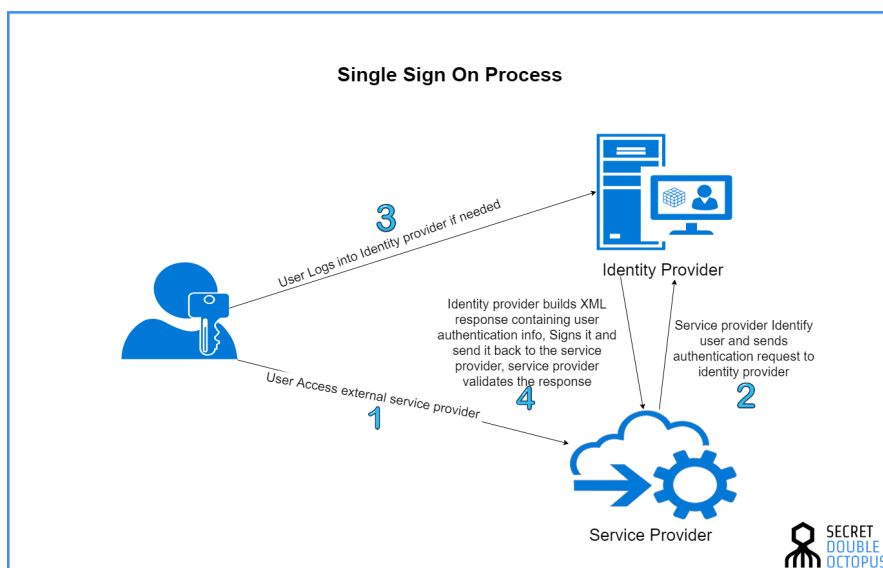 Single Sign On Process
3
User Logs into Identity provider if needed
Identity Provider
Identity provider builds XML
response containing user
authentication info, Signs it and
send it back to the service
provider, service provider
validates the response
4
Service provider Identify
user and sends
authentication request to
identity provider
2
User Access external service provider
1
Service Provider
SECRET
DOUBLE
OCTOPUS